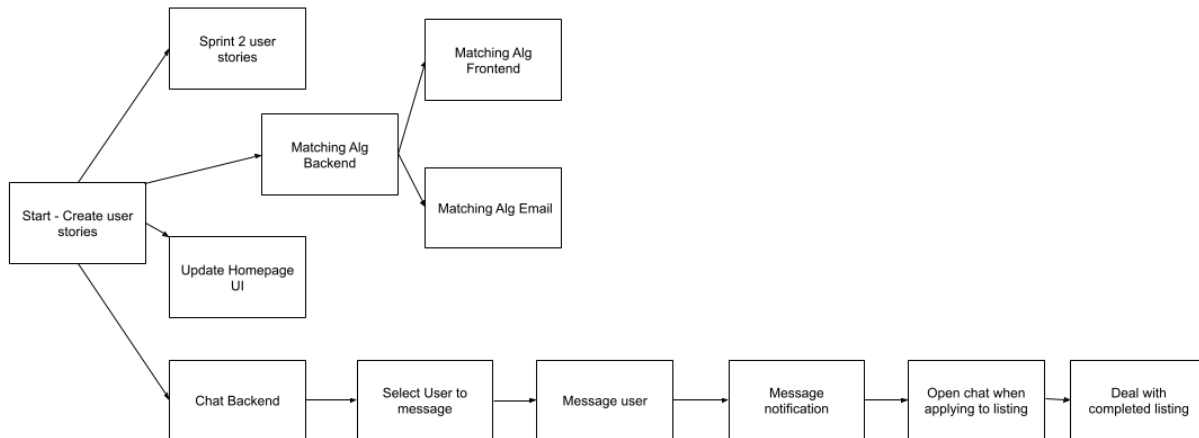 Sprint 2 user
stories
Matching Alg
Frontend
Matching Alg
Backend
Matching Alg Email
Start - Create user
stories
Update Homepage
UI
Chat Backend
Select User to
message
Message user
Message
notification
Open chat when
applying to listing
Deal with
completed listing